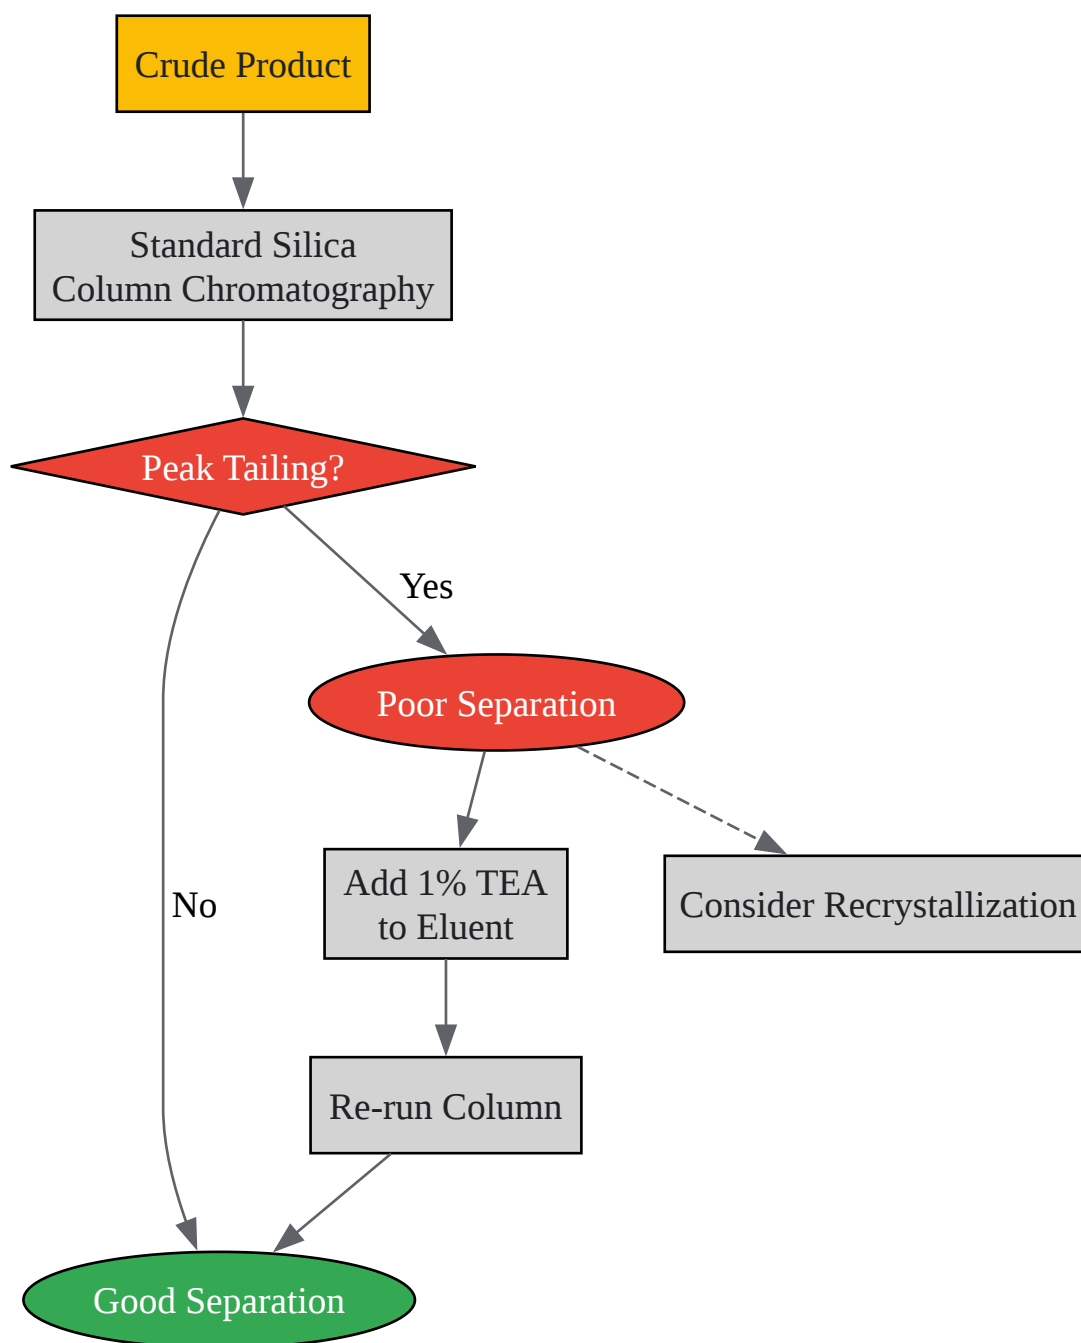 Crude Product
Standard Silica
Column Chromatography
Peak Tailing?
Yes
Poor Separation
No
Add 1% TEA
to Eluent
Consider Recrystallization
Re-run Column
Good Separation